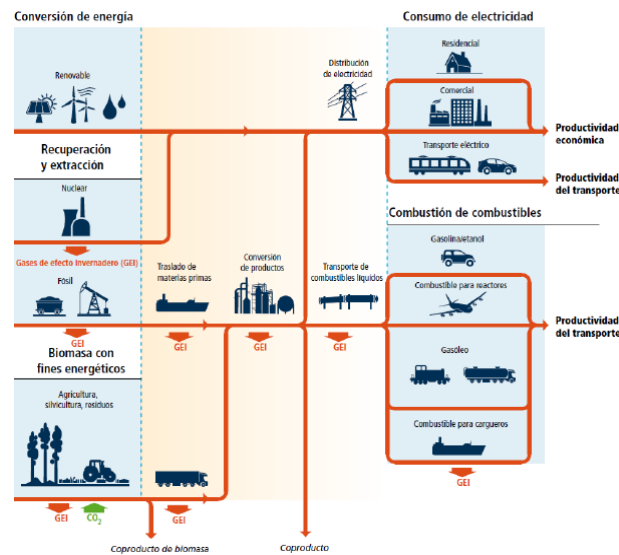 Conversión de energía
Consumo de electricidad
Renovable
Distribución
de electricidad
Residencial
Comercial
Productividad
económica
Recuperación
y extracción
Transporte eléctrico
Productividad
del transporte
Nuclear
Combustión de combustibles
Gases de efecto invernadero (GEI)
Gasolina/etanol
Fósil
Traslado de
materias primas
Conversión
de productos
Transporte de
combustibles líquidos
Combustible para reactores
Productividad
del transporte
GEI
GEI
GEI
GEI
Gasóleo
Biomasa con
fines energéticos
Agricultura,
silvicultura, residuos
Combustible para cargueros
GEI
GEI
CO2
GEI
Coproducto de biomasa
Coproducto